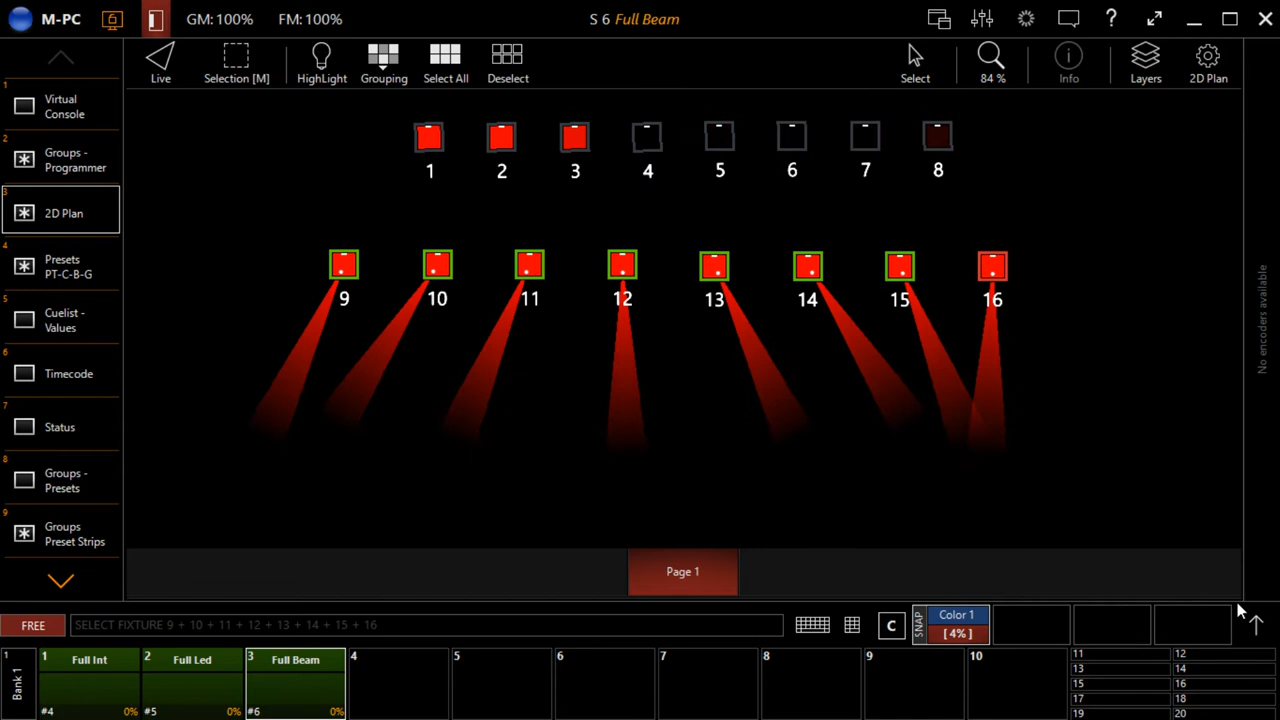 M-PC
6
GM:100%
FM:100%
S 6 Full Beam
?
Live
Selection [M]
HighLight
Grouping
Select All
Deselect
Select
84 %
Info
Layers
2D Plan
1
Virtual
Console
2
Groups -
Programmer
3
2D Plan
4
Presets
PT-C-B-G
5
Cuelist -
Values
6
Timecode
7
Status
8
Groups -
Presets
9
Groups
Preset Strips
1 2 3 4 5 6 7 8
9 10 11 12 13 14 15 16
No encoders available
Page 1
FREE
SELECT FIXTURE 9 + 10 + 11 + 12 + 13 + 14 + 15 + 16
C
SNAP
Color 1
[ 4% ]
1
Bank 1
1 Full Int
#4 0%
2 Full Led
#5 0%
3 Full Beam
#6 0%
4
5
6
7
8
9
10
11 12
13 14
15 16
17 18
19 20